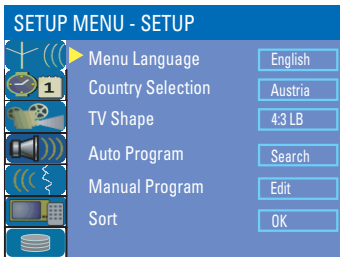 SETUP MENU - SETUP
Menu Language English
Country Selection Austria
TV Shape 4:3 LB
Auto Program Search
Manual Program Edit
Sort OK
1